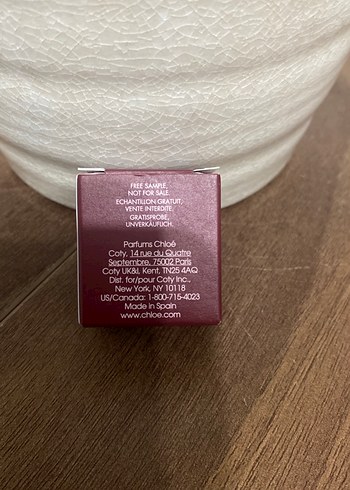 FREE SAMPLE,
NOT FOR SALE.
ECHANTILLON GRATUIT,
VENTE INTERDITE.
GRATISPROBE,
UNVERKÄUFLICH.
Parfums Chloé
Coty, 14 rue du Quatre
Septembre, 75002 Paris
Coty UK&I, Kent, TN25 4AQ
Dist. for/pour Coty Inc.,
New York, NY 10118
US/Canada: 1-800-715-4023
Made in Spain
www.chloe.com